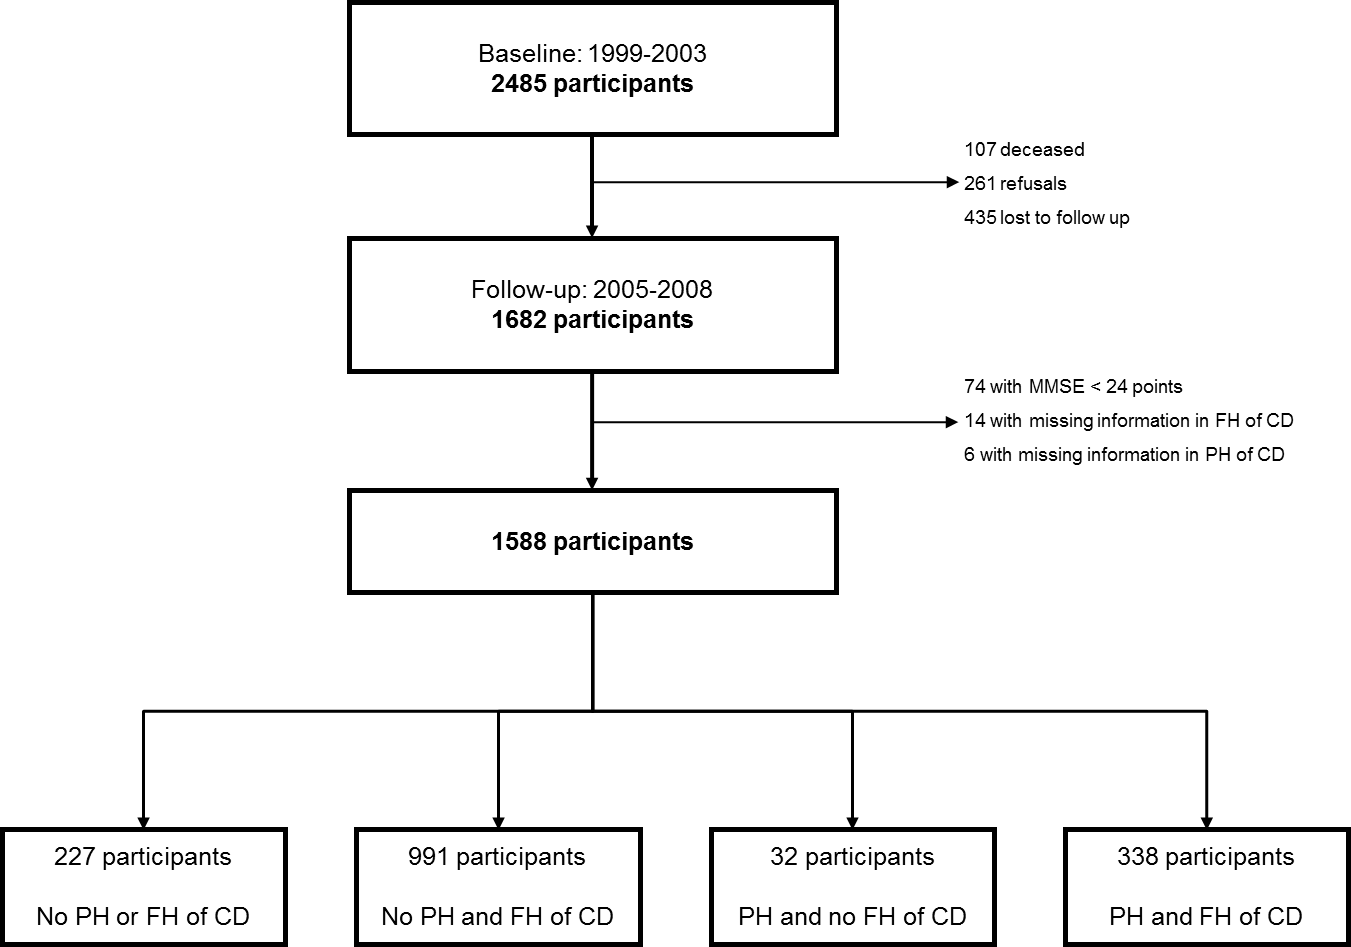 Baseline: 1999-2003
2485 participants
107 deceased
261 refusals
435 lost to follow up
Follow-up: 2005-2008
1682 participants
74 with MMSE < 24 points
14 with missing information in FH of CD
6 with missing information in PH of CD
1588 participants
227 participants
No PH or FH of CD
991 participants
No PH and FH of CD
32 participants
PH and no FH of CD
338 participants
PH and FH of CD